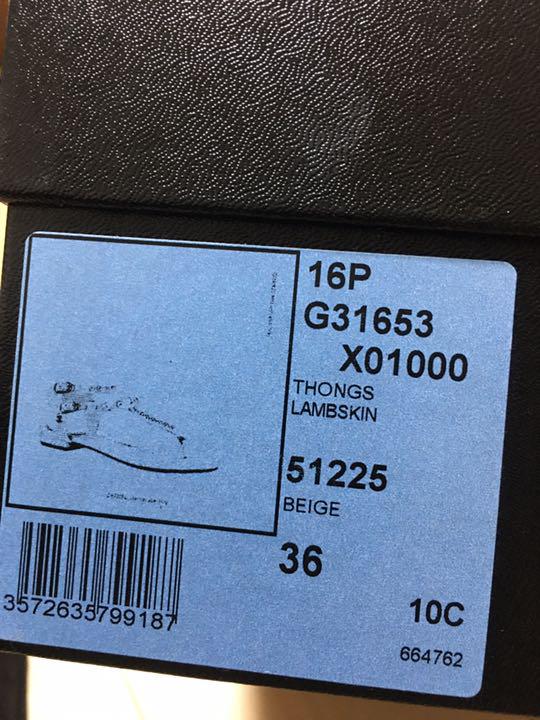 16P
G31653
X01000
THONGS
LAMBSKIN
51225
BEIGE
36
3572635799187
10C
664762